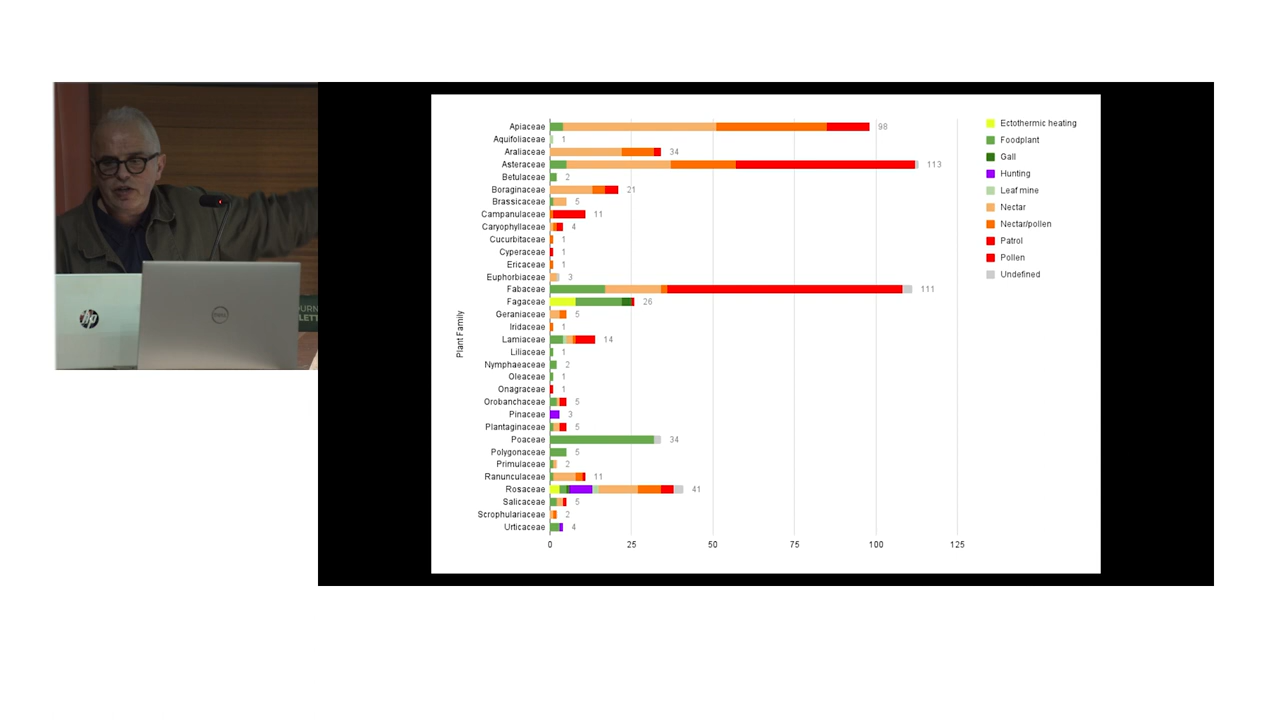 Apiaceae 98
Aquifoliaceae 1
Araliaceae 34
Asteraceae 113
Betulaceae 2
Boraginaceae 21
Brassicaceae 5
Campanulaceae 11
Caryophyllaceae 4
Cucurbitaceae 1
Cyperaceae 1
Ericaceae 1
Euphorbiaceae 3
Fabaceae 111
Fagaceae 26
Geraniaceae 5
Iridaceae 1
Lamiaceae 14
Liliaceae 1
Nymphaeaceae 2
Oleaceae 1
Onagraceae 1
Orobanchaceae 5
Pinaceae 3
Plantaginaceae 5
Poaceae 34
Polygonaceae 5
Primulaceae 2
Ranunculaceae 11
Rosaceae 41
Salicaceae 5
Scrophulariaceae 2
Urticaceae 4
0 25 50 75 100 125
Plant Family
Ectothermic heating
Foodplant
Gall
Hunting
Leaf mine
Nectar
Nectar/pollen
Patrol
Pollen
Undefined
hp
DELL